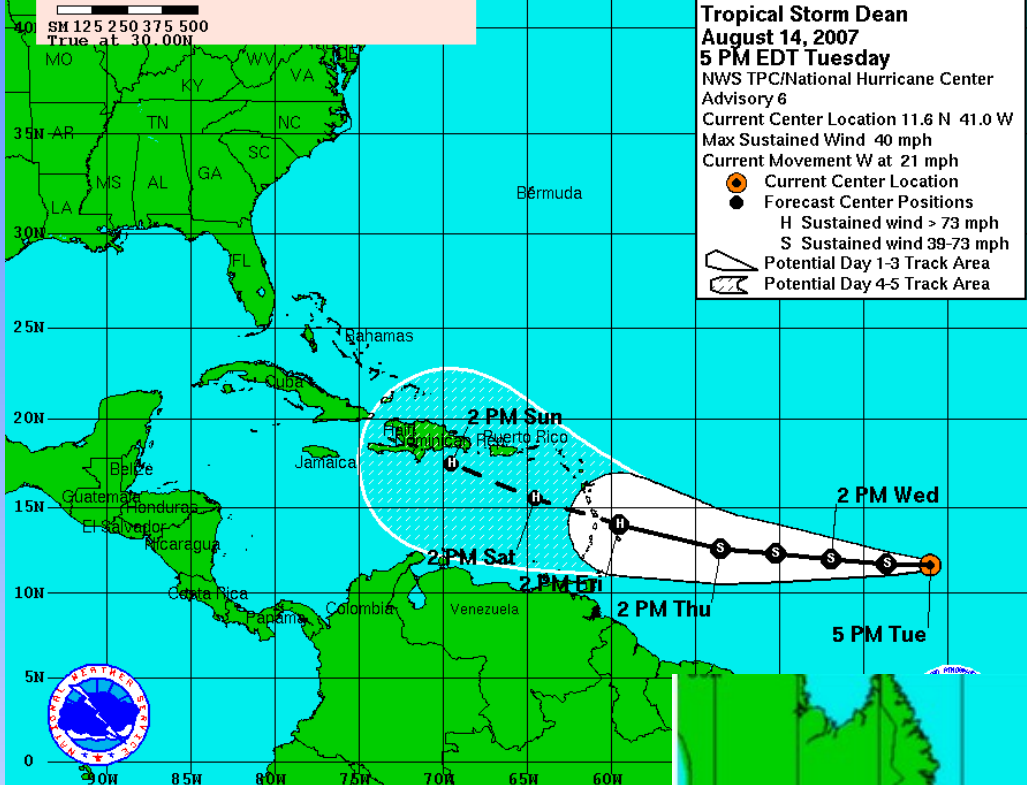 SM 125 250 375 500
True at 30.00N
Tropical Storm Dean
August 14, 2007
5 PM EDT Tuesday
NWS TPC/National Hurricane Center
Advisory 6
Current Center Location 11.6 N 41.0 W
Max Sustained Wind 40 mph
Current Movement W at 21 mph
Current Center Location
Forecast Center Positions
H Sustained wind > 73 mph
S Sustained wind 39-73 mph
Potential Day 1-3 Track Area
Potential Day 4-5 Track Area
40
MO
WV
VA
KY
35N
AR
TN
NC
SC
MS
AL
GA
LA
Bermuda
30N
FL
25N
Bahamas
Cuba
20N
2 PM Sun
Haiti
Dominican Rep.
Puerto Rico
Jamaica
H
Belize
H
2 PM Wed
Guatemala
15N
Honduras
H
El Salvador
Nicaragua
S
S
S
S
2 PM Sat
2 PM Fri
10N
Costa Rica
Colombia
Venezuela
2 PM Thu
Panama
5 PM Tue
5N
NATIONAL WEATHER SERVICE
0
90W
85W
80W
75W
70W
65W
60W